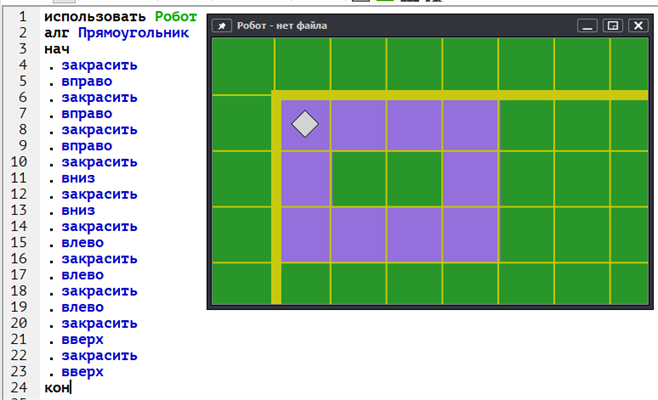 1 использовать Робот
2 алг Прямоугольник
3 нач
4 . закрасить
5 . вправо
6 . закрасить
7 . вправо
8 . закрасить
9 . вправо
10 . закрасить
11 . вниз
12 . закрасить
13 . вниз
14 . закрасить
15 . влево
16 . закрасить
17 . влево
18 . закрасить
19 . влево
20 . закрасить
21 . вверх
22 . закрасить
23 . вверх
24 кон
Робот - нет файла